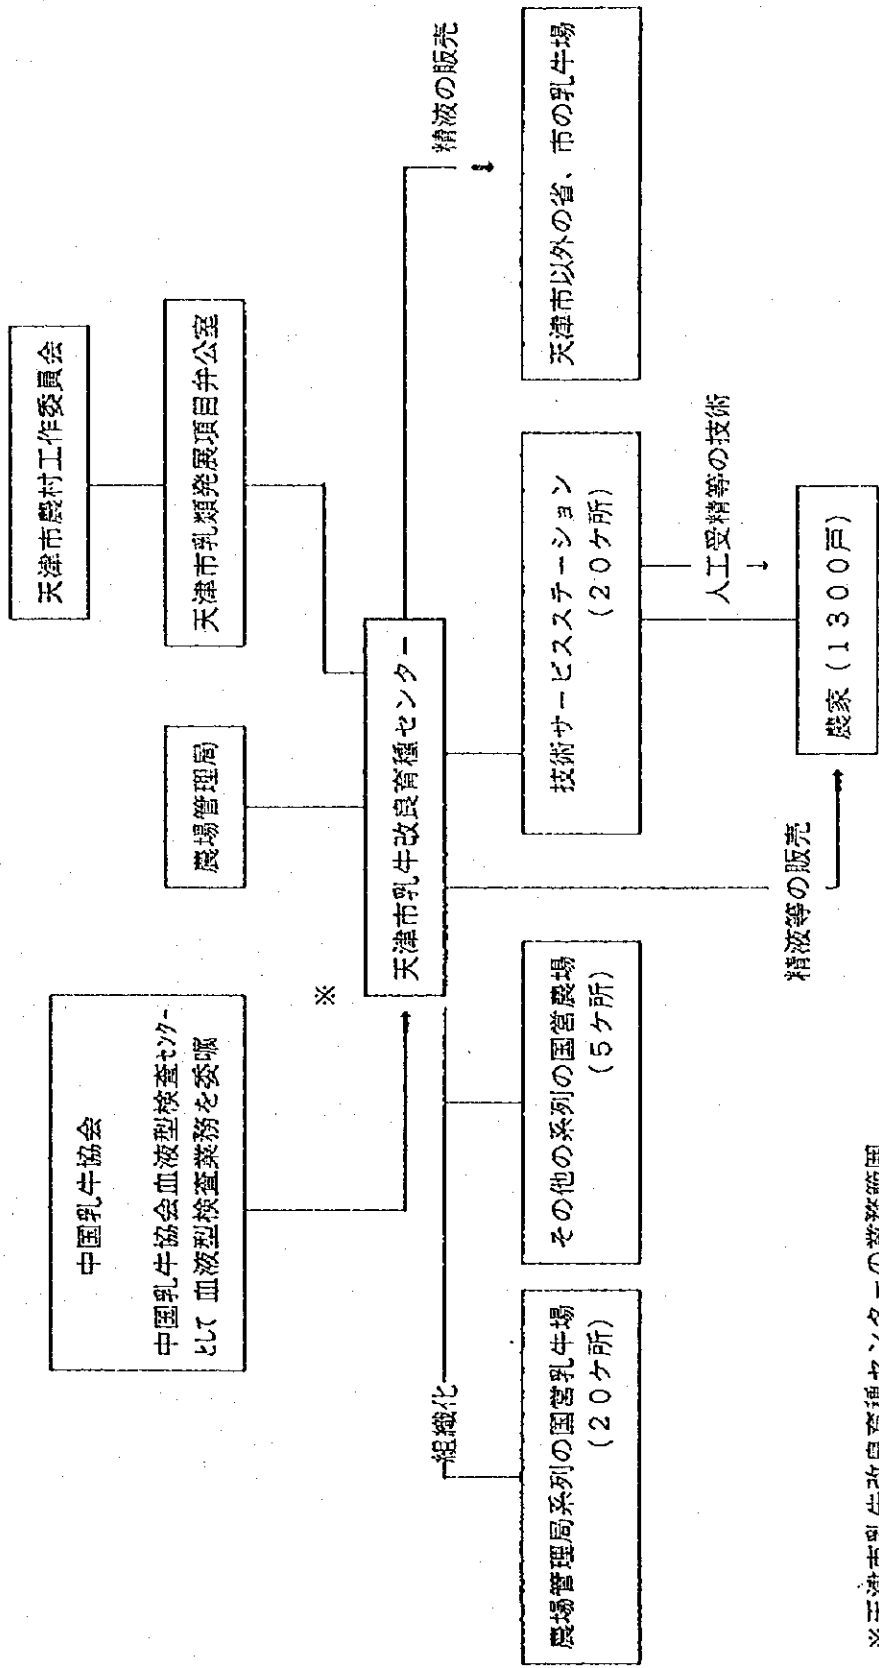 天津市農村工作委員会
天津市乳類発展項目弁公室
農場管理局
中国乳牛協会
中国乳牛協会血液型検査センター
として 血液型検査業務を委嘱
※
天津市乳牛改良育種センター
精液の販売
組織化
農場管理局系列の国営乳牛場
(20ケ所)
その他の系列の国営農場
(5ケ所)
技術サービスステーション
(20ケ所)
天津市以外の省、市の乳牛場
人工受精等の技術
精液等の販売
農家(1300戸)
※天津市乳牛改良育種センターの業務範囲